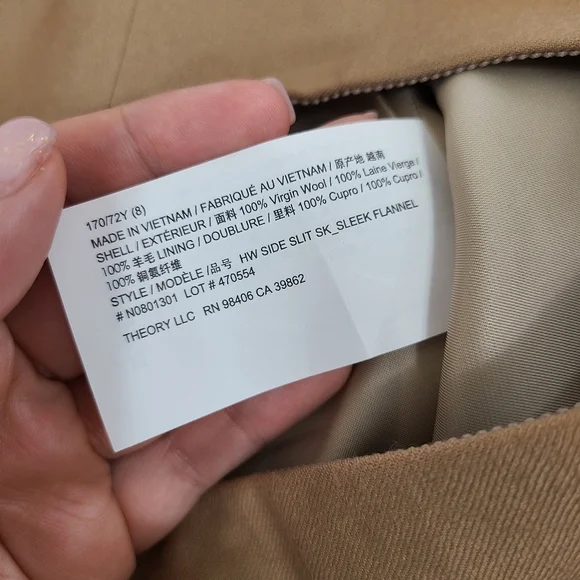 170/72Y (8)
MADE IN VIETNAM / FABRIQUÉ AU VIETNAM / 原产地 越南
SHELL / EXTÉRIEUR / 面料 100% Virgin Wool / 100% Laine Vierge /
100% 羊毛 LINING / DOUBLURE / 里料 100% Cupro / 100% Cupro /
100% 铜氨纤维
STYLE / MODÈLE /品号 HW SIDE SLIT SK_SLEEK FLANNEL
# N0801301 LOT # 470554
THEORY LLC RN 98406 CA 39862